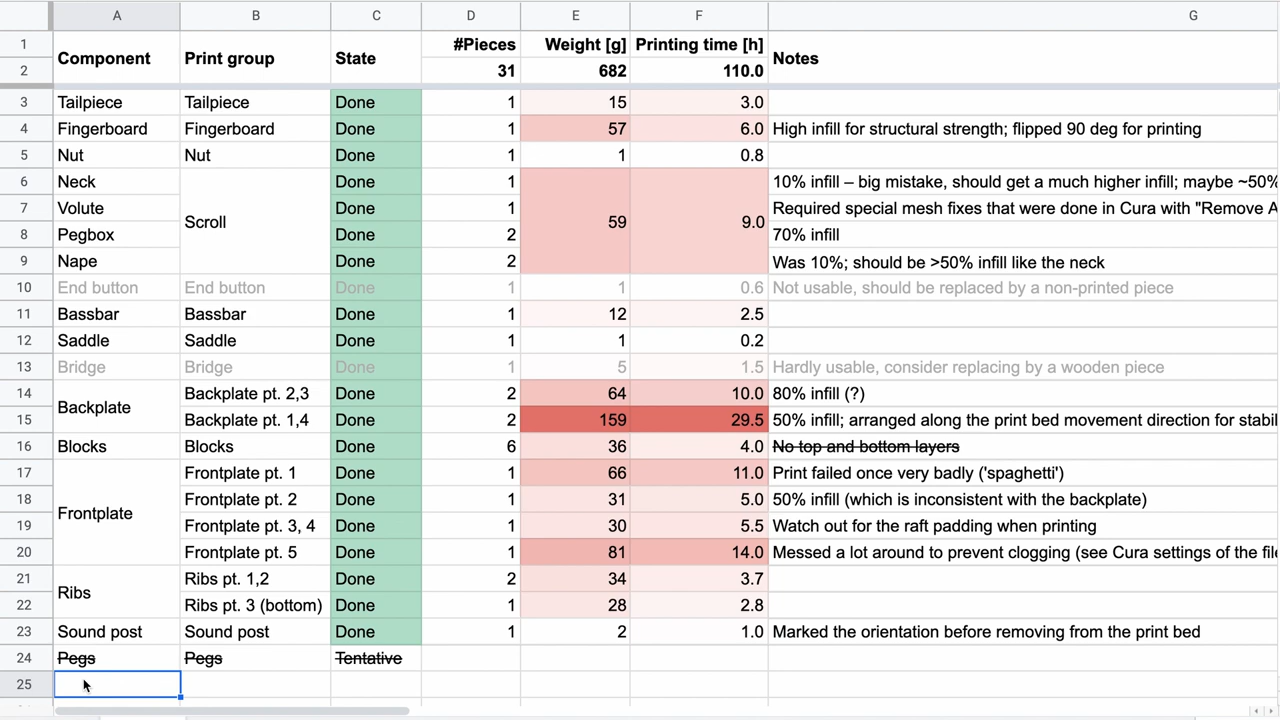 A B C D E F G
1 Component Print group State #Pieces Weight [g] Printing time [h] Notes
2 31 682 110.0
3 Tailpiece Tailpiece Done 1 15 3.0
4 Fingerboard Fingerboard Done 1 57 6.0 High infill for structural strength; flipped 90 deg for printing
5 Nut Nut Done 1 1 0.8
6 Neck Scroll Done 1 59 9.0 10% infill – big mistake, should get a much higher infill; maybe ~50%
7 Volute Done 1 Required special mesh fixes that were done in Cura with "Remove A
8 Pegbox Done 2 70% infill
9 Nape Done 2 Was 10%; should be >50% infill like the neck
10 End button End button Done 1 1 0.6 Not usable, should be replaced by a non-printed piece
11 Bassbar Bassbar Done 1 12 2.5
12 Saddle Saddle Done 1 1 0.2
13 Bridge Bridge Done 1 5 1.5 Hardly usable, consider replacing by a wooden piece
14 Backplate Backplate pt. 2,3 Done 2 64 10.0 80% infill (?)
15 Backplate pt. 1,4 Done 2 159 29.5 50% infill; arranged along the print bed movement direction for stabil
16 Blocks Blocks Done 6 36 4.0 No top and bottom layers
17 Frontplate Frontplate pt. 1 Done 1 66 11.0 Print failed once very badly ('spaghetti')
18 Frontplate pt. 2 Done 1 31 5.0 50% infill (which is inconsistent with the backplate)
19 Frontplate pt. 3, 4 Done 1 30 5.5 Watch out for the raft padding when printing
20 Frontplate pt. 5 Done 1 81 14.0 Messed a lot around to prevent clogging (see Cura settings of the file
21 Ribs Ribs pt. 1,2 Done 2 34 3.7
22 Ribs pt. 3 (bottom) Done 1 28 2.8
23 Sound post Sound post Done 1 2 1.0 Marked the orientation before removing from the print bed
24 Pegs Pegs Tentative
25